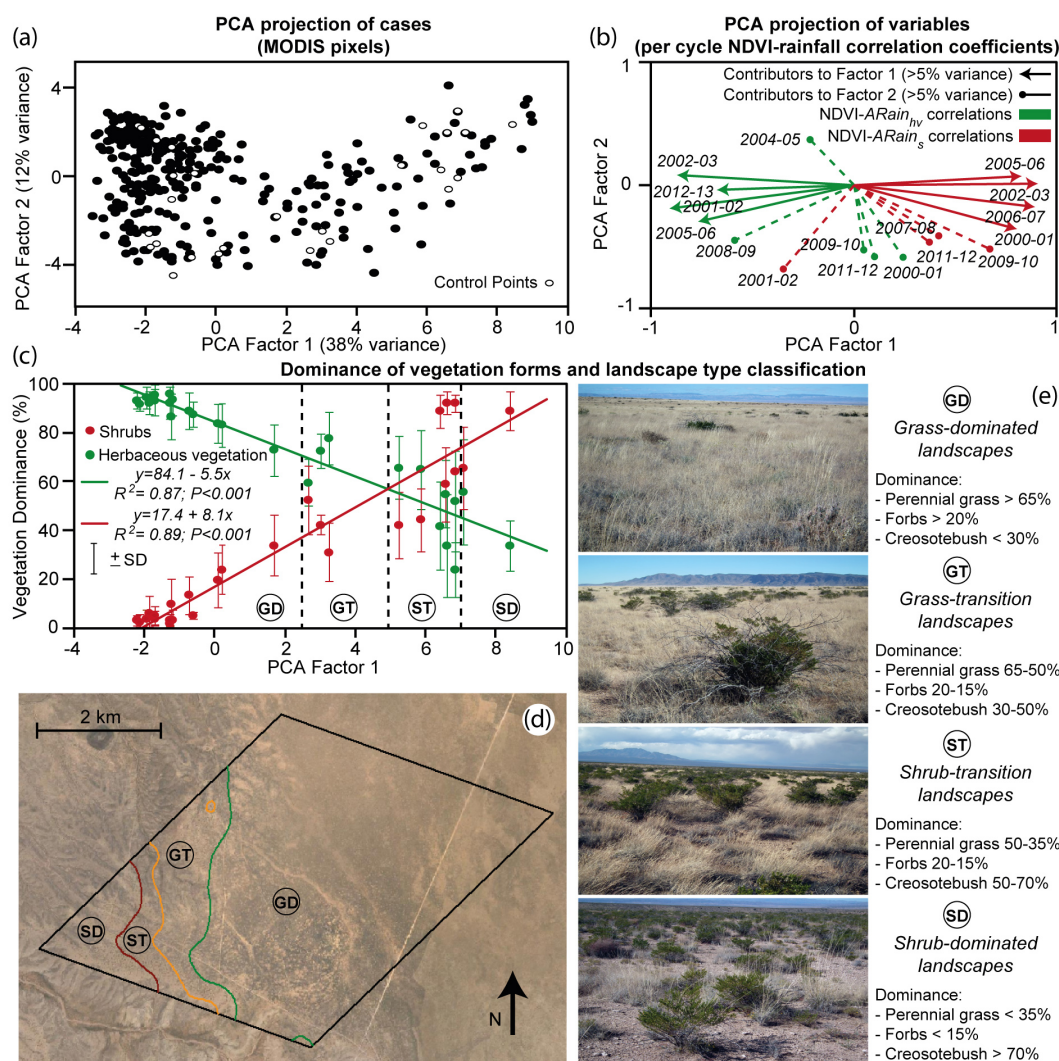 (a)
PCA projection of cases
(MODIS pixels)
PCA Factor 2 (12% variance)
4
0
-4
Control Points
-4
-2
0
2
4
6
8
10
PCA Factor 1 (38% variance)
(b)
PCA projection of variables
(per cycle NDVI-rainfall correlation coefficients)
PCA Factor 2
1
0
-1
Contributors to Factor 1 (>5% variance)
Contributors to Factor 2 (>5% variance)
NDVI-ARain_hv correlations
NDVI-ARain_s correlations
2004-05
2002-03
2012-13
2001-02
2005-06
2008-09
2001-02
2009-10
2011-12
2000-01
2007-08
2011-12
2009-10
2005-06
2002-03
2006-07
2000-01
-1
0
1
PCA Factor 1
(c)
Dominance of vegetation forms and landscape type classification
Vegetation Dominance (%)
100
80
60
40
20
0
Shrubs
Herbaceous vegetation
y=84.1 - 5.5x
R²= 0.87; P<0.001
y=17.4 + 8.1x
R²= 0.89; P<0.001
± SD
GD
GT
ST
SD
-4
-2
0
2
4
6
8
10
PCA Factor 1
(d)
2 km
GT
GD
SD
ST
N
(e)
GD
Grass-dominated
landscapes
Dominance:
- Perennial grass > 65%
- Forbs > 20%
- Creosotebush < 30%
GT
Grass-transition
landscapes
Dominance:
- Perennial grass 65-50%
- Forbs 20-15%
- Creosotebush 30-50%
ST
Shrub-transition
landscapes
Dominance:
- Perennial grass 50-35%
- Forbs 20-15%
- Creosotebush 50-70%
SD
Shrub-dominated
landscapes
Dominance:
- Perennial grass < 35%
- Forbs < 15%
- Creosotebush > 70%